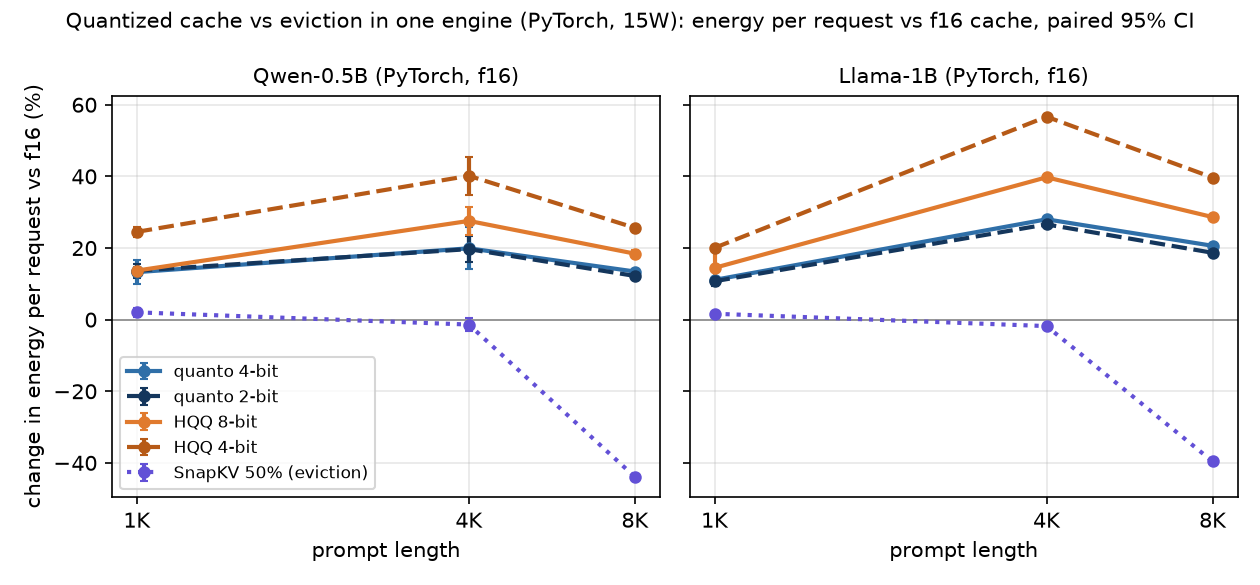 Quantized cache vs eviction in one engine (PyTorch, 15W): energy per request vs f16 cache, paired 95% CI
Qwen-0.5B (PyTorch, f16)
Llama-1B (PyTorch, f16)
change in energy per request vs f16 (%)
60
40
20
0
−20
−40
quanto 4-bit
quanto 2-bit
HQQ 8-bit
HQQ 4-bit
SnapKV 50% (eviction)
1K
4K
8K
1K
4K
8K
prompt length
prompt length